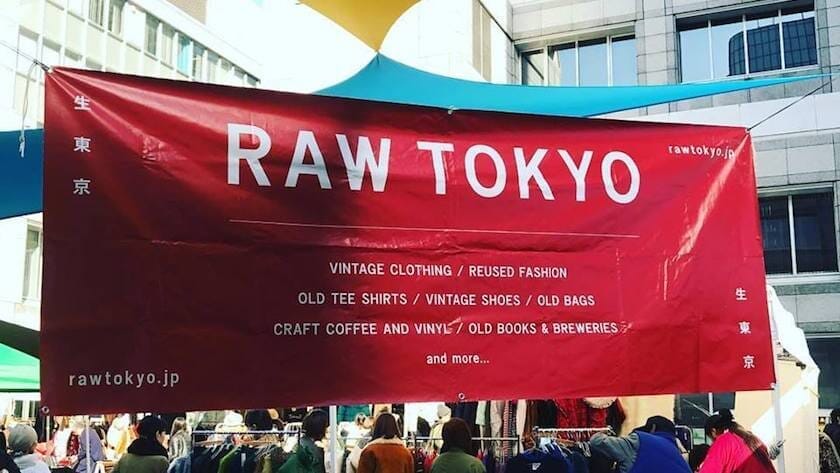 生東京
RAW TOKYO
rawtokyo.jp
VINTAGE CLOTHING / REUSED FASHION
OLD TEE SHIRTS / VINTAGE SHOES / OLD BAGS
CRAFT COFFEE AND VINYL / OLD BOOKS & BREWERIES
and more...
rawtokyo.jp
生東京